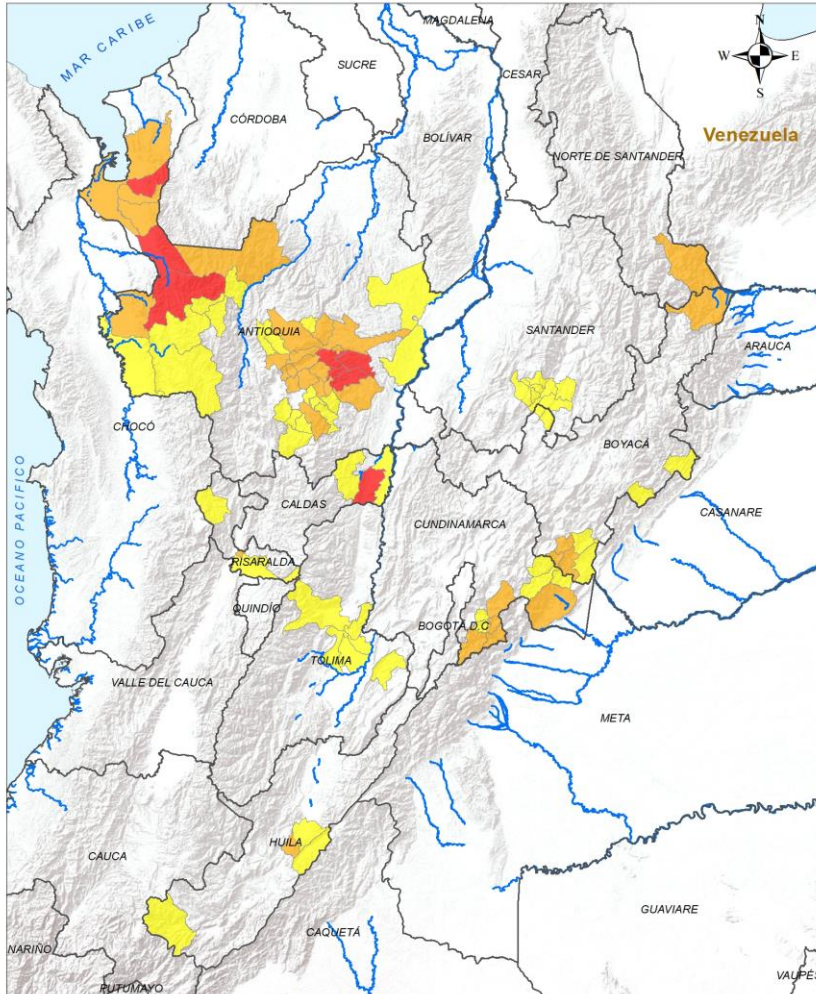 MAGDALENA
MAR CARIBE
N
W E
S
SUCRE
CESAR
CÓRDOBA
BOLÍVAR
Venezuela
NORTE DE SANTANDER
ANTIOQUIA
SANTANDER
ARAUCA
CHOCÓ
BOYACÁ
OCEANO PACIFICO
CALDAS
CUNDINAMARCA
CASANARE
RISARALDA
QUINDÍO
BOGOTÁ D.C
TOLIMA
VALLE DEL CAUCA
META
HUILA
CAUCA
GUAVIARE
CAQUETÁ
NARIÑO
PUTUMAYO
VAUPÉS